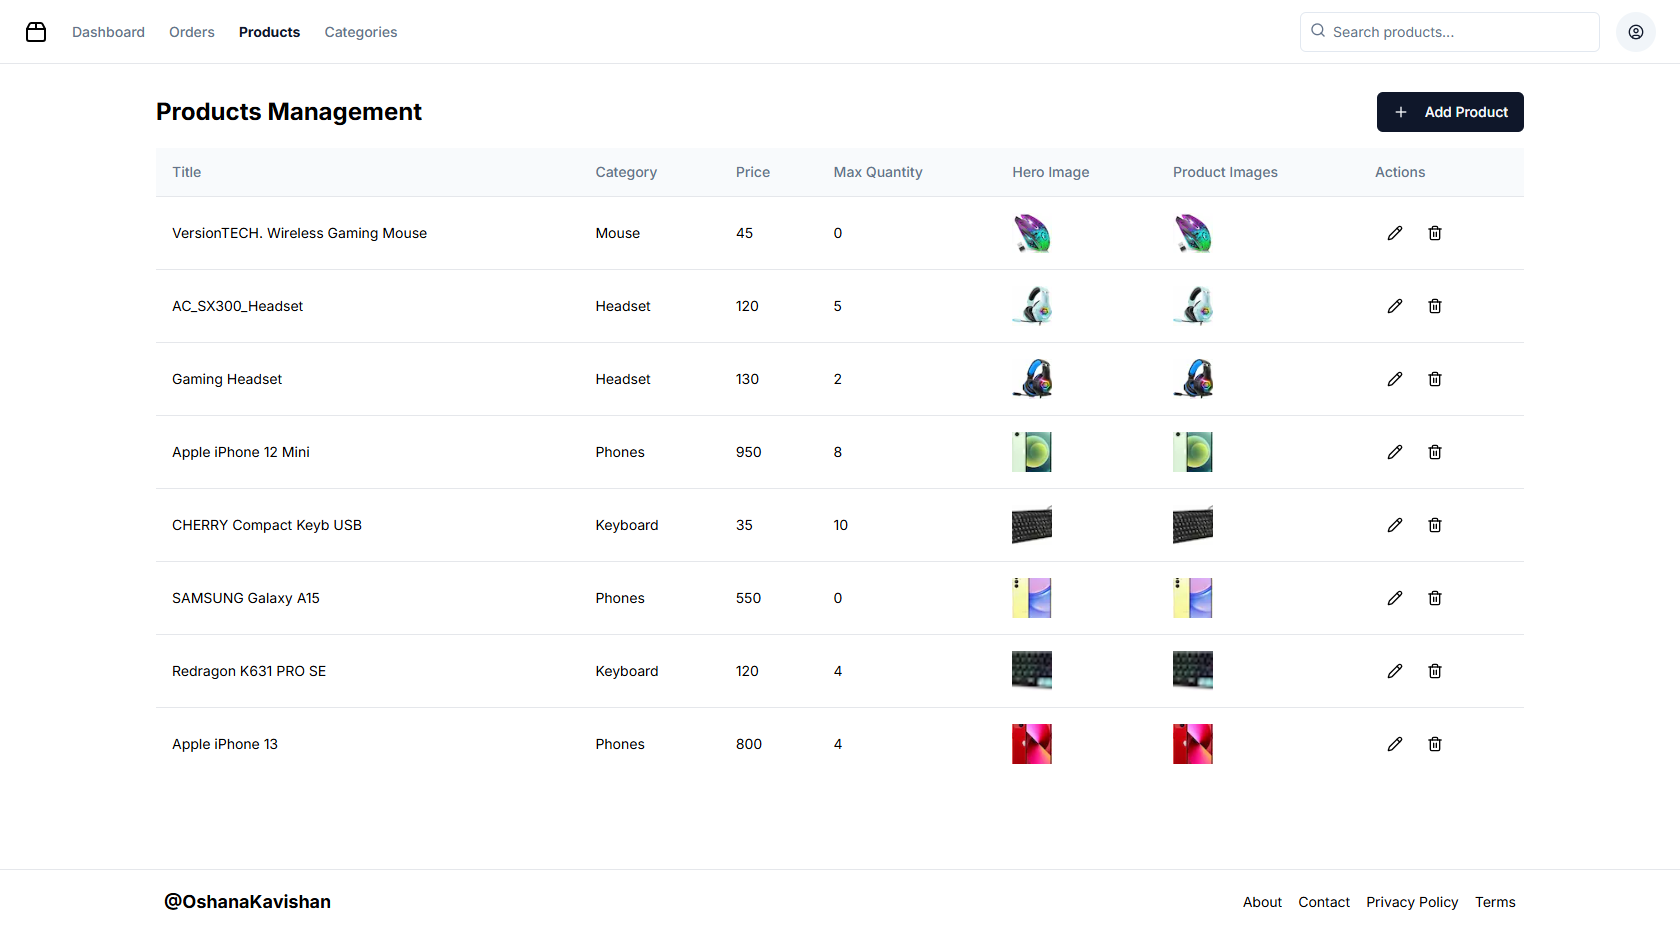 Dashboard Orders Products Categories Search products...
Products Management Add Product
Title Category Price Max Quantity Hero Image Product Images Actions
VersionTECH. Wireless Gaming Mouse Mouse 45 0
AC_SX300_Headset Headset 120 5
Gaming Headset Headset 130 2
Apple iPhone 12 Mini Phones 950 8
CHERRY Compact Keyb USB Keyboard 35 10
SAMSUNG Galaxy A15 Phones 550 0
Redragon K631 PRO SE Keyboard 120 4
Apple iPhone 13 Phones 800 4
@OshanaKavishan About Contact Privacy Policy Terms